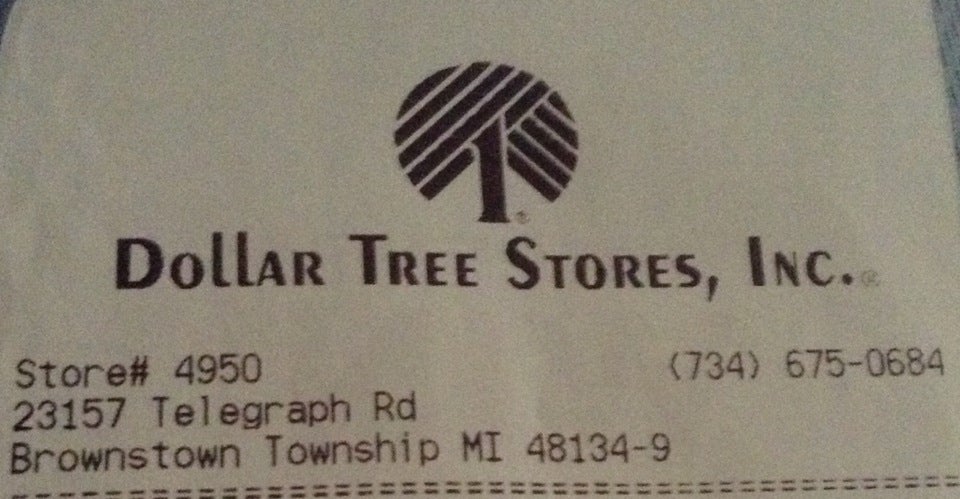 Dollar Tree Stores, Inc.®
Store# 4950 (734) 675-0684
23157 Telegraph Rd
Brownstown Township MI 48134-9